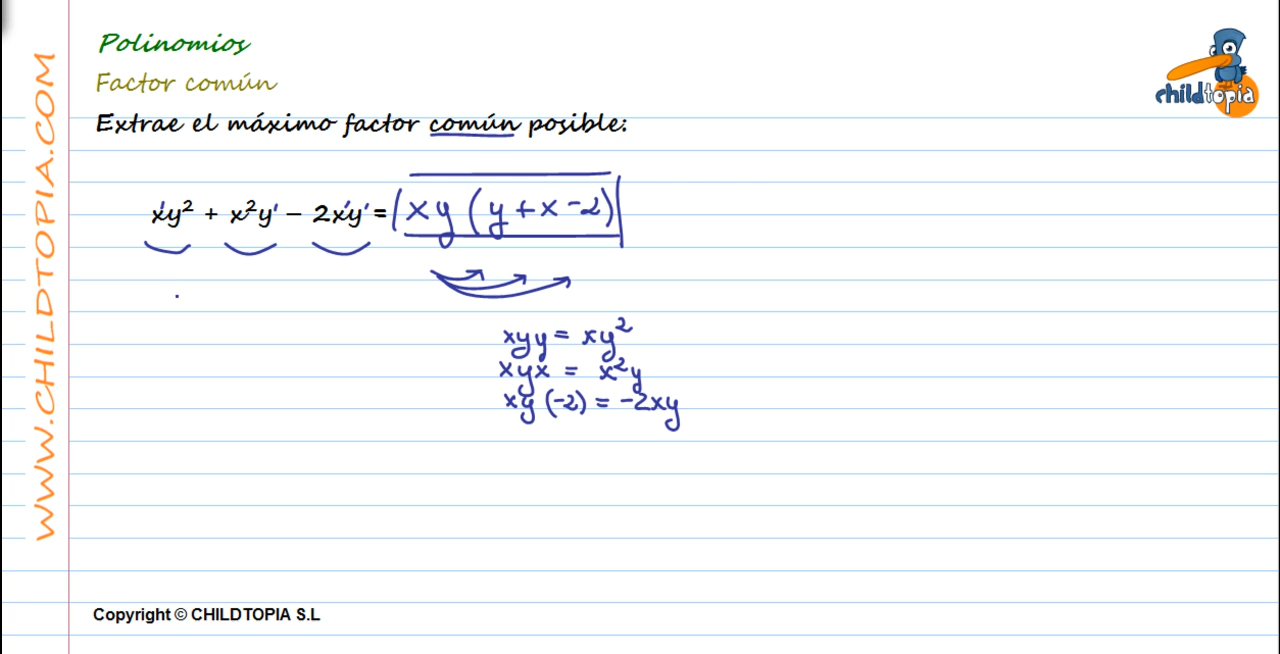 Polinomios
childtopia
Factor común
Extrae el máximo factor común posible:
xy² + x²y - 2xy = xy (y + x - 2)
xyy = xy²
xyx = x²y
xy (-2) = -2xy
WWW.CHILDTOPIA.COM
Copyright © CHILDTOPIA S.L